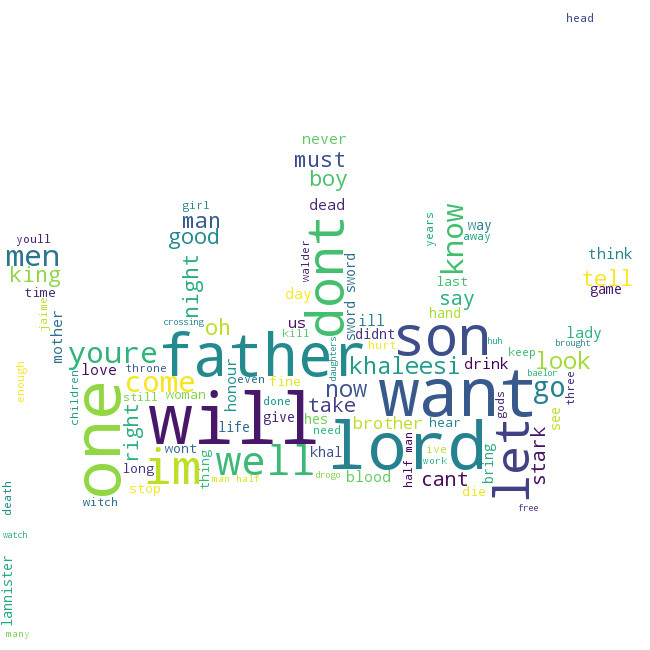 head
never
must
boy
girl
dead
man
good
know
years
way
away
youll
men
king
time
walder
sword sword
think
tell
game
night
day
last
say
hand
jaime
mother
crossing
oh
us
kill
dont
ill
didnt
huh
lady
brought
youre
father
daughters
hurt
son
keep
look
love
throne
khaleesi
drink
baelor
three
enough
children
one
come
still
woman
honour
even
fine
now
want
go
gods
see
will
done
give
life
hes
need
take
brother
hear
lord
let
stark
right
wont
well
khal
half man
ive
work
bring
long
im
thing
man half
drogo
blood
cant
die
stop
witch
free
death
watch
lannister
many